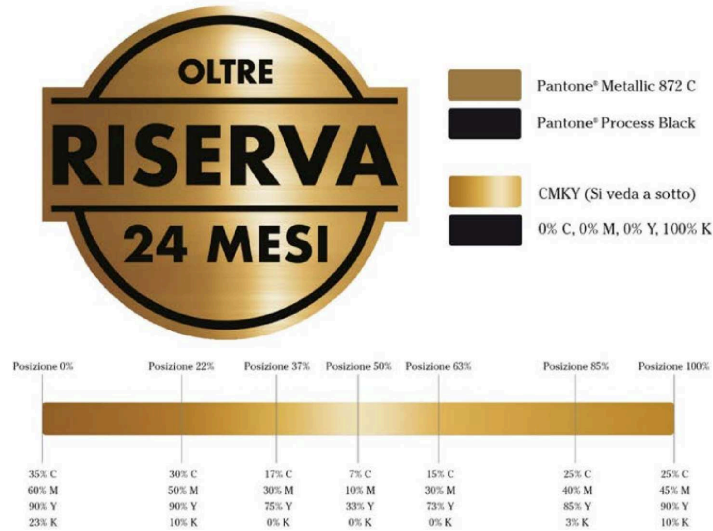 OLTRE
RISERVA
24 MESI
Pantone® Metallic 872 C
Pantone® Process Black
CMKY (Si veda a sotto)
0% C, 0% M, 0% Y, 100% K
Posizione 0% Posizione 22% Posizione 37% Posizione 50% Posizione 63% Posizione 85% Posizione 100%
35% C 30% C 17% C 7% C 15% C 25% C 25% C
60% M 50% M 30% M 10% M 30% M 40% M 45% M
90% Y 90% Y 75% Y 33% Y 73% Y 85% Y 90% Y
23% K 10% K 0% K 0% K 0% K 3% K 10% K